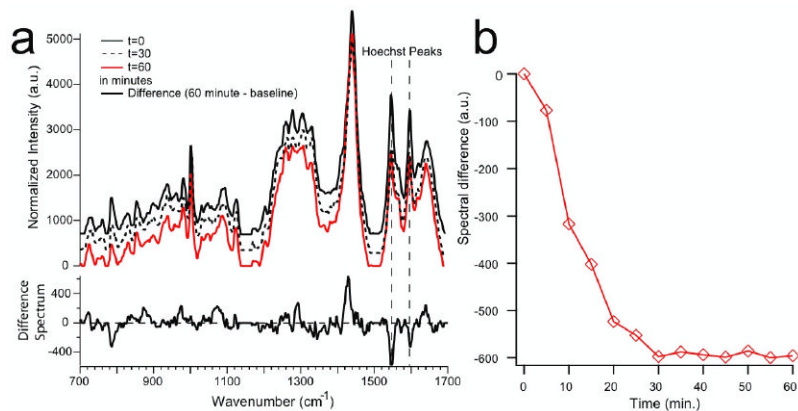 a
t=0
t=30
t=60
in minutes
Difference (60 minute - baseline)
Hoechst Peaks
Normalized Intensity (a.u.)
5000
4000
3000
2000
1000
0
Difference
Spectrum
400
0
-400
700
900
1100
1300
1500
1700
Wavenumber (cm-1)
b
Spectral difference (a.u.)
0
-100
-200
-300
-400
-500
-600
0
10
20
30
40
50
60
Time (min.)